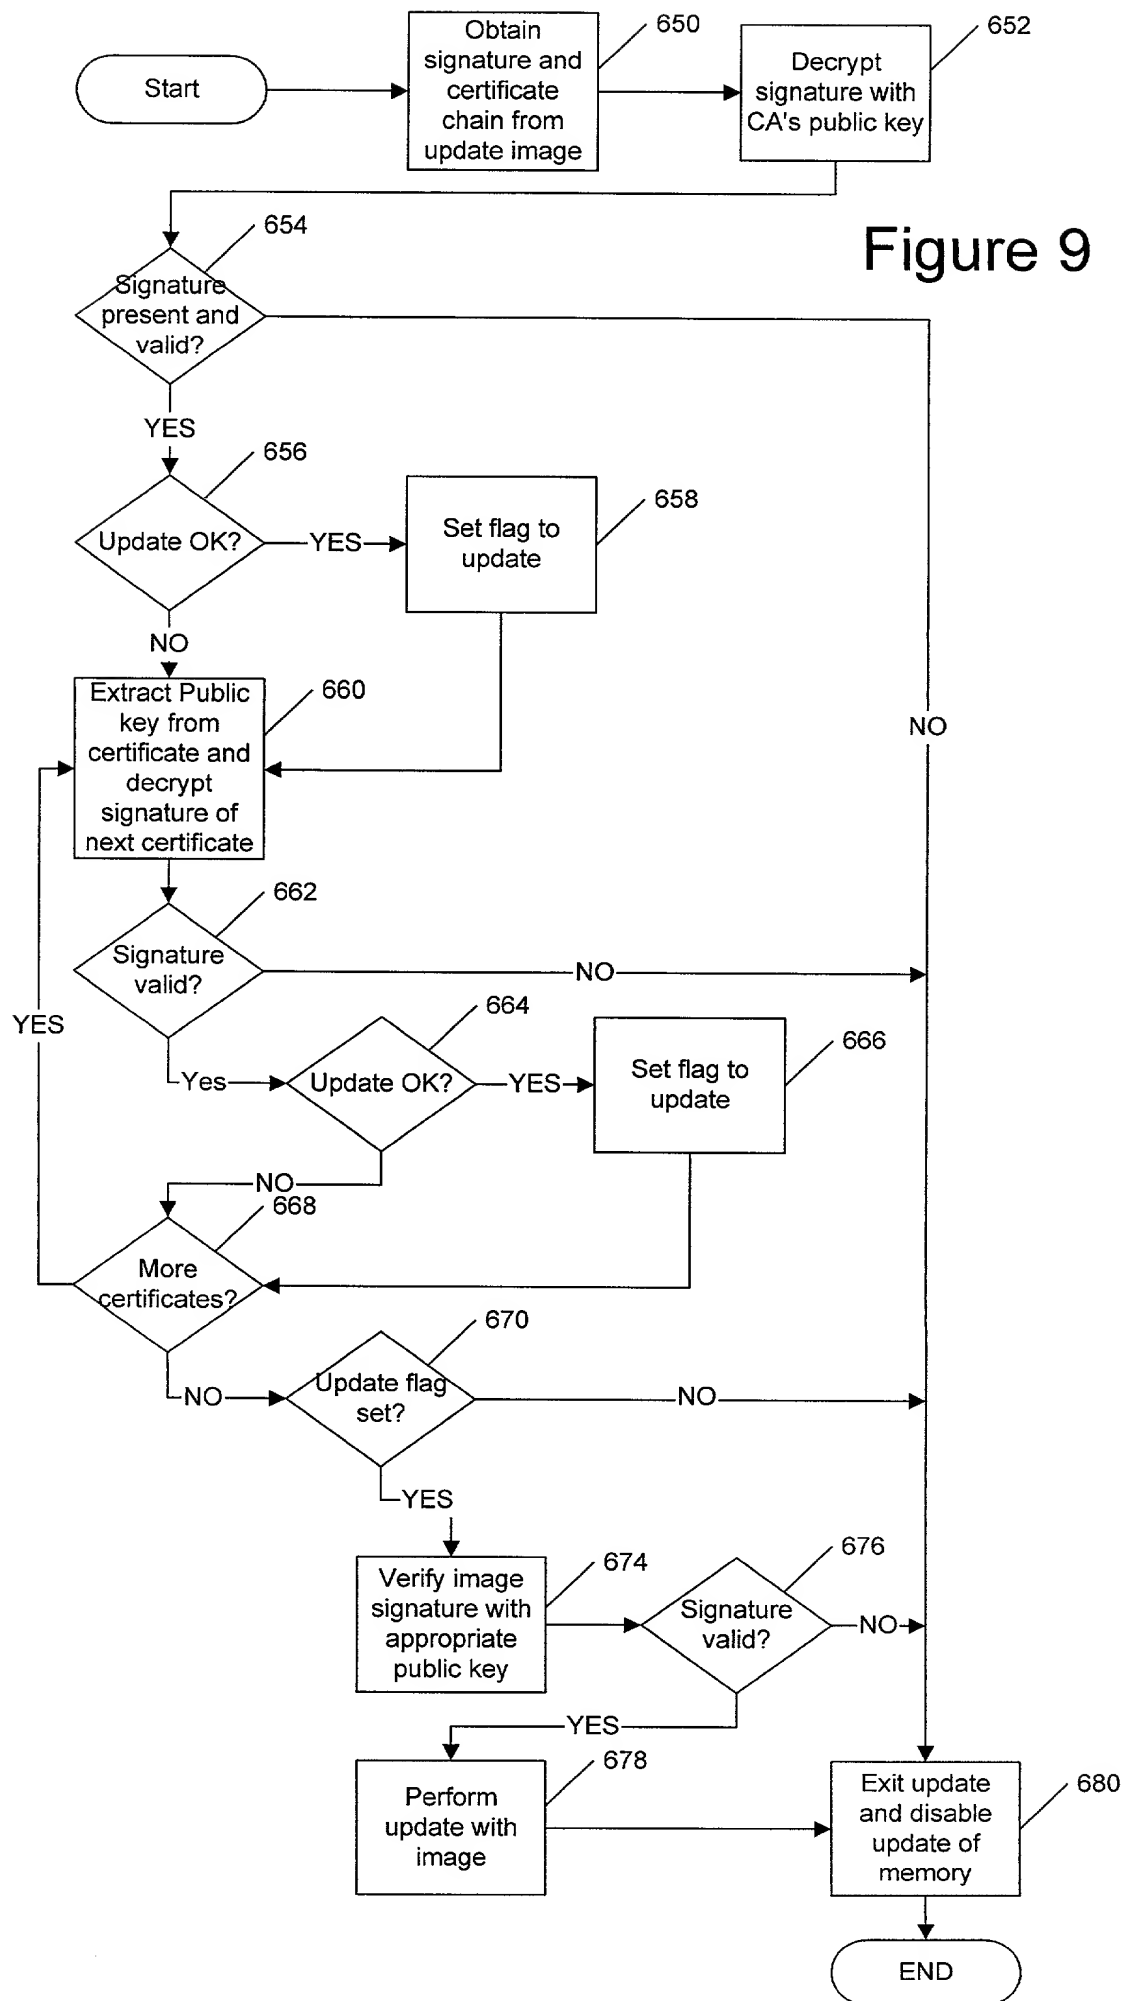 Start
Obtain
signature and
certificate
chain from
update image
650
Decrypt
signature with
CA's public key
652
Figure 9
654
Signature
present and
valid?
YES
NO
656
Update OK?
YES
Set flag to
update
658
NO
Extract Public
key from
certificate and
decrypt
signature of
next certificate
660
662
Signature
valid?
NO
YES
Yes
664
Update OK?
YES
Set flag to
update
666
NO
668
More
certificates?
670
NO
Update flag
set?
NO
YES
Verify image
signature with
appropriate
public key
674
676
Signature
valid?
NO
YES
678
Perform
update with
image
Exit update
and disable
update of
memory
680
END